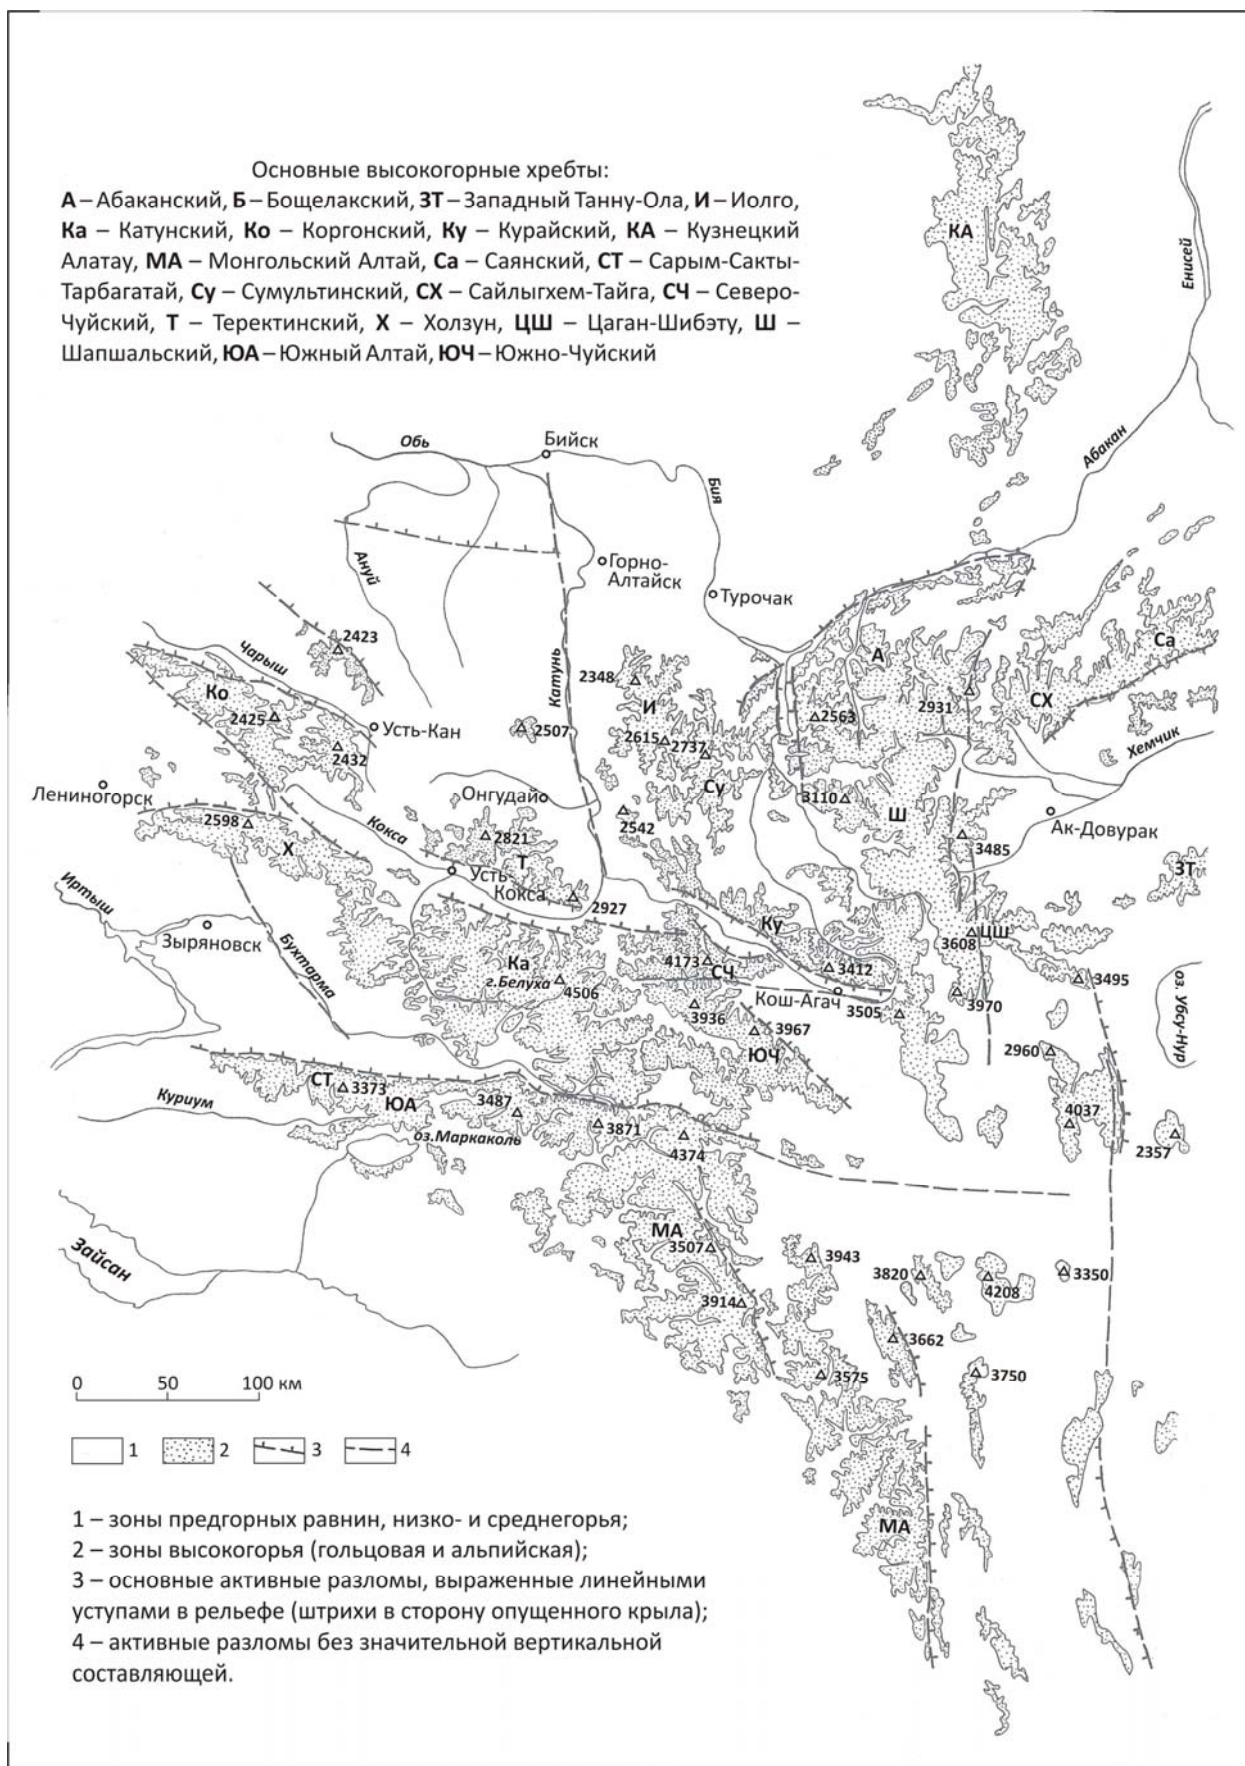 Основные высокогорные хребты:
А – Абаканский, Б – Бощелакский, ЗТ – Западный Танну-Ола, И – Иолго,
Ка – Катунский, Ко – Коргонский, Ку – Курайский, КА – Кузнецкий
Алатау, МА – Монгольский Алтай, Са – Саянский, СТ – Сарым-Сакты-
Тарбагатай, Су – Сумультинский, СХ – Сайлыгхем-Тайга, СЧ – Северо-
Чуйский, Т – Теректинский, Х – Холзун, ЦШ – Цаган-Шибэту, Ш –
Шапшальский, ЮА – Южный Алтай, ЮЧ – Южно-Чуйский
КА
Енисей
Абакан
Обь
Бийск
Бия
Ануй
Горно-
Алтайск
Турочак
Катунь
2423
Чарыш
Ко
2425
Усть-Кан
2432
2507
2348
И
2615
2737
Су
А
2563
2931
СХ
Са
Хемчик
Лениногорск
2598
Х
Кокса
Онгудай
2821
Т
Усть-
Кокса
2927
2542
3110
Ш
3485
Ак-Довурак
ЗТ
Иртыш
Зыряновск
Бухтарма
Ка
г.Белуха
4506
4173
СЧ
3936
Ку
3412
Кош-Агач
3505
3967
ЮЧ
ЦШ
3608
3970
3495
оз. Убсу-Нур
2960
4037
2357
СТ
3373
ЮА
Куриум
3487
оз.Маркаколь
3871
4374
МА
3507
3914
3943
3820
4208
3350
3662
3575
3750
Зайсан
МА
0 50 100 км
1 2 3 4
1 – зоны предгорных равнин, низко- и среднегорья;
2 – зоны высокогорья (гольцовая и альпийская);
3 – основные активные разломы, выраженные линейными
уступами в рельефе (штрихи в сторону опущенного крыла);
4 – активные разломы без значительной вертикальной
составляющей.